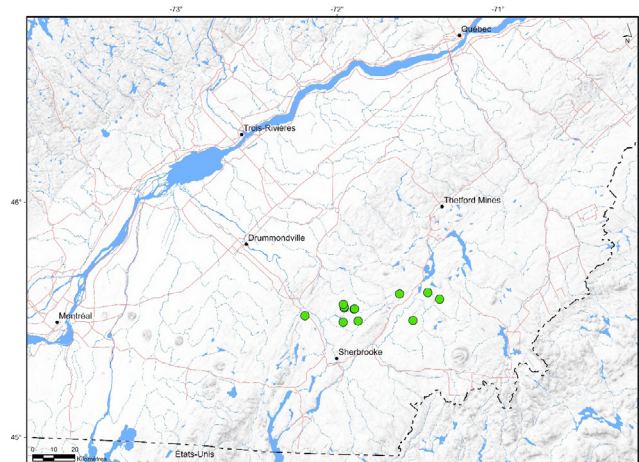 -73° -72° -71°
Québec
N
Trois-Rivières
46°
Thetford Mines
Drummondville
Montréal
Sherbrooke
45°
États-Unis
0 10 20
Kilomètres